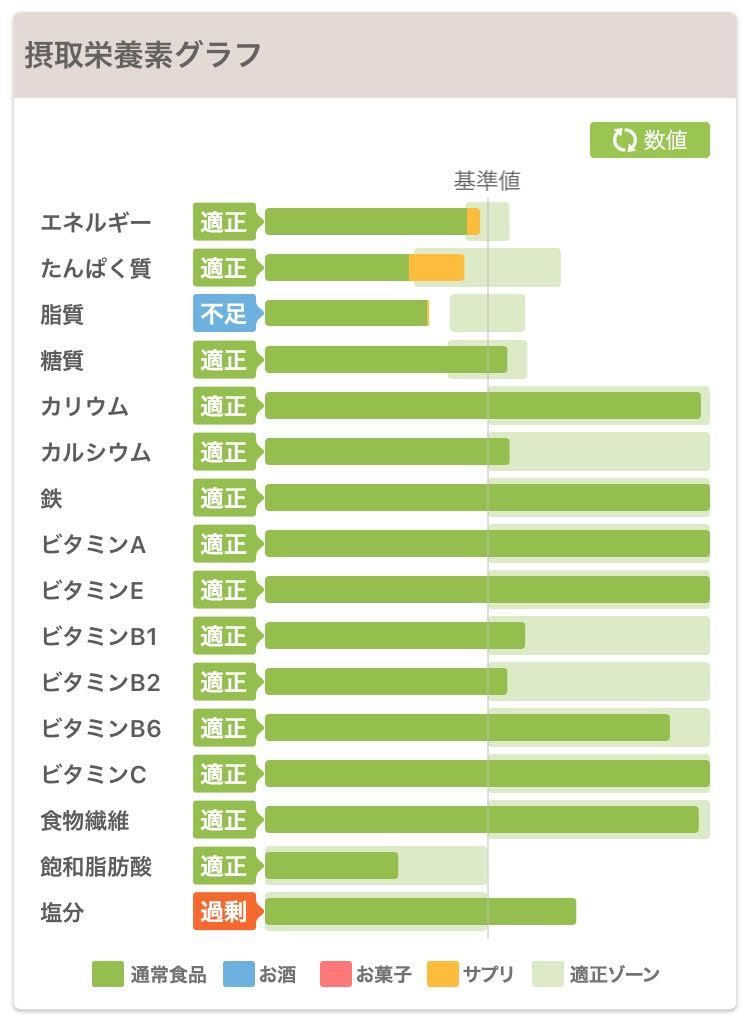 摂取栄養素グラフ
数値
基準値
エネルギー 適正
たんぱく質 適正
脂質 不足
糖質 適正
カリウム 適正
カルシウム 適正
鉄 適正
ビタミンA 適正
ビタミンE 適正
ビタミンB1 適正
ビタミンB2 適正
ビタミンB6 適正
ビタミンC 適正
食物繊維 適正
飽和脂肪酸 適正
塩分 過剰
通常食品 お酒 お菓子 サプリ 適正ゾーン